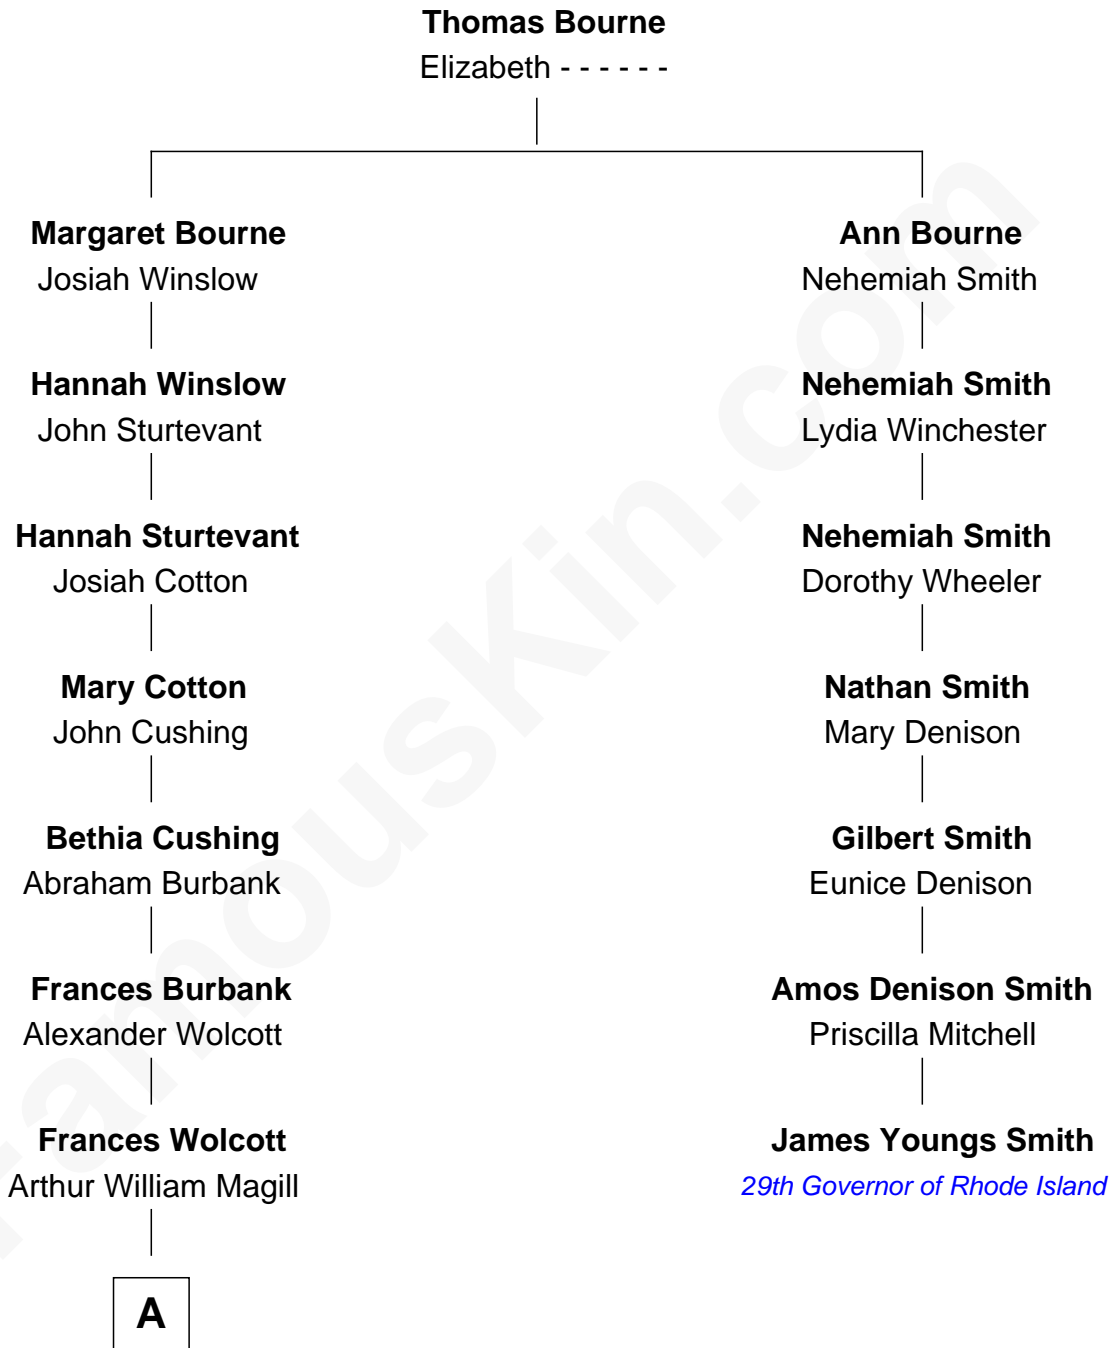 Thomas Bourne
Elizabeth - - - - - -
Margaret Bourne
Josiah Winslow
Ann Bourne
Nehemiah Smith
Hannah Winslow
John Sturtevant
Nehemiah Smith
Lydia Winchester
Hannah Sturtevant
Josiah Cotton
Nehemiah Smith
Dorothy Wheeler
Mary Cotton
John Cushing
Nathan Smith
Mary Denison
Bethia Cushing
Abraham Burbank
Gilbert Smith
Eunice Denison
Frances Burbank
Alexander Wolcott
Amos Denison Smith
Priscilla Mitchell
Frances Wolcott
Arthur William Magill
James Youngs Smith
29th Governor of Rhode Island
A
FamousKin.com